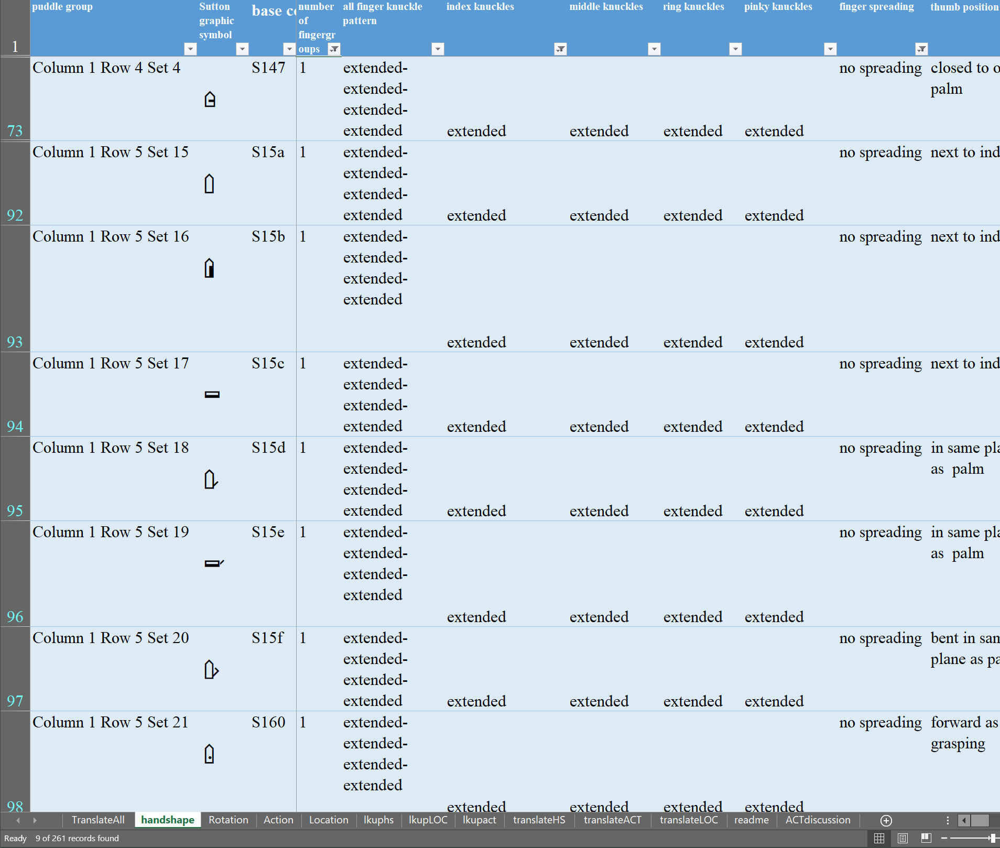 puddle group
Sutton graphic symbol
base co
number of fingergroups
all finger knuckle pattern
index knuckles
middle knuckles
ring knuckles
pinky knuckles
finger spreading
thumb position
1
Column 1 Row 4 Set 4 S147 1 extended- no spreading closed to o
extended- palm
extended-
73 extended extended extended extended extended
Column 1 Row 5 Set 15 S15a 1 extended- no spreading next to ind
extended-
extended-
92 extended extended extended extended extended
Column 1 Row 5 Set 16 S15b 1 extended- no spreading next to ind
extended-
extended-
extended
93 extended extended extended extended
Column 1 Row 5 Set 17 S15c 1 extended- no spreading next to ind
extended-
extended-
94 extended extended extended extended extended
Column 1 Row 5 Set 18 S15d 1 extended- no spreading in same pla
extended- as palm
extended-
95 extended extended extended extended extended
Column 1 Row 5 Set 19 S15e 1 extended- no spreading in same pla
extended- as palm
extended-
extended
96 extended extended extended extended
Column 1 Row 5 Set 20 S15f 1 extended- no spreading bent in sam
extended- plane as pa
extended-
97 extended extended extended extended extended
Column 1 Row 5 Set 21 S160 1 extended- no spreading forward as
extended- grasping
extended-
extended
98 extended extended extended extended
TranslateAll handshape Rotation Action Location lkuphs lkupLOC lkupact translateHS translateACT translateLOC readme ACTdiscussion
Ready 9 of 261 records found